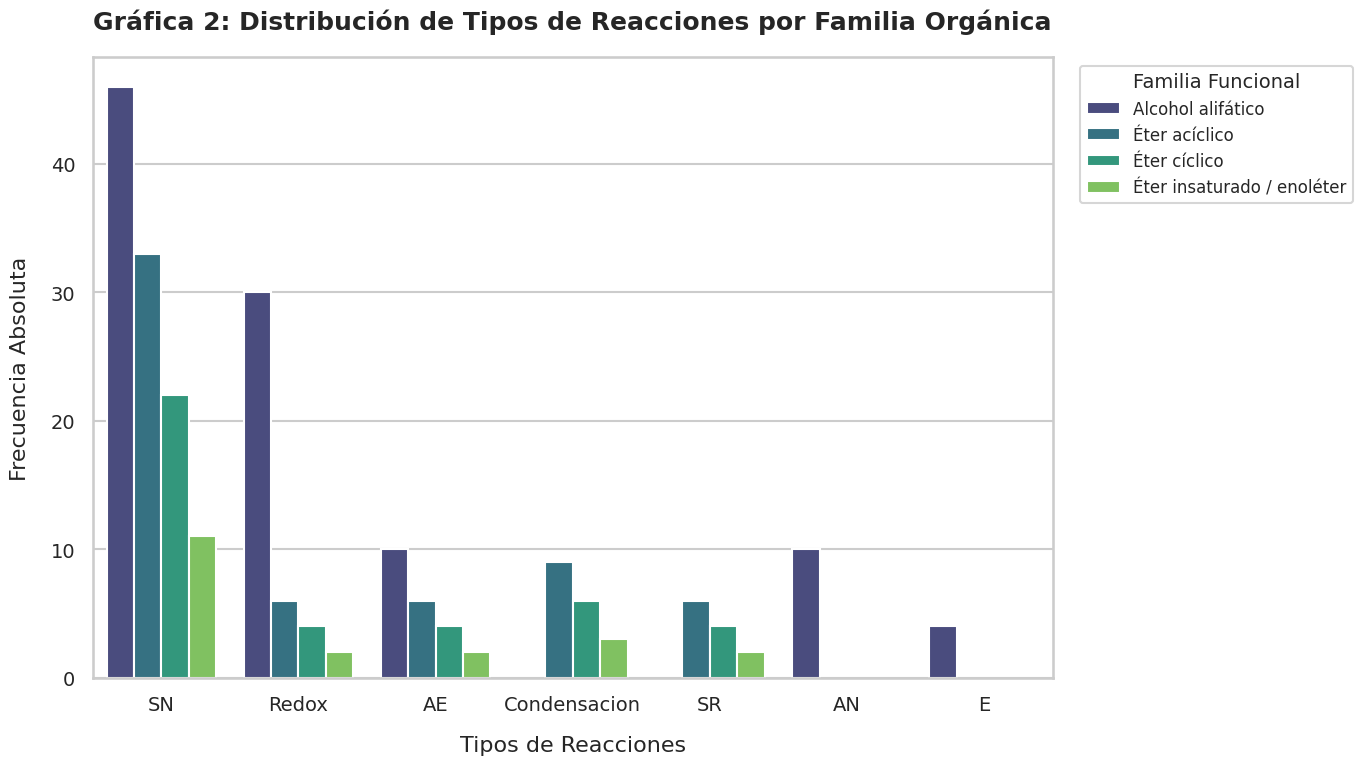 Gráfica 2: Distribución de Tipos de Reacciones por Familia Orgánica
Familia Funcional
Alcohol alifático
Éter acíclico
Éter cíclico
Éter insaturado / enoléter
Frecuencia Absoluta
40
30
20
10
0
SN Redox AE Condensacion SR AN E
Tipos de Reacciones